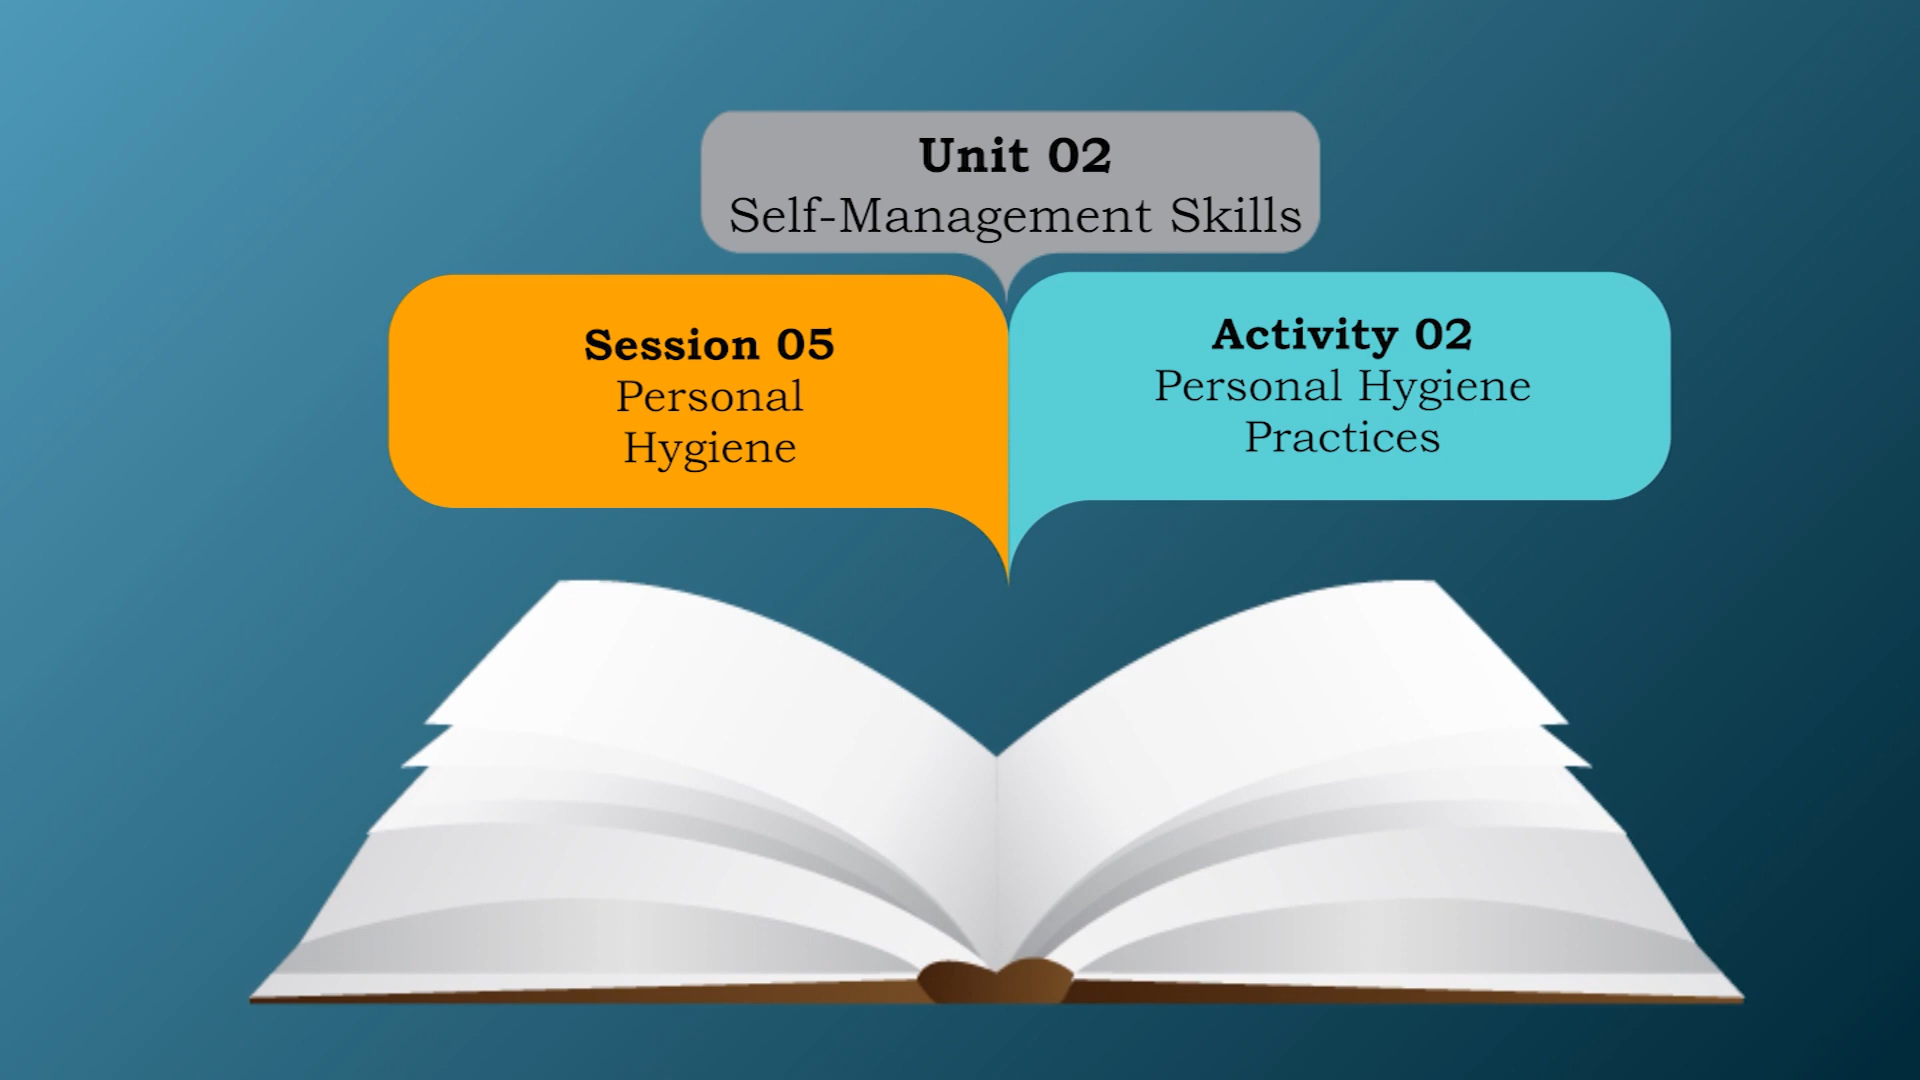 Unit 02
Self-Management Skills
Session 05
Personal
Hygiene
Activity 02
Personal Hygiene
Practices